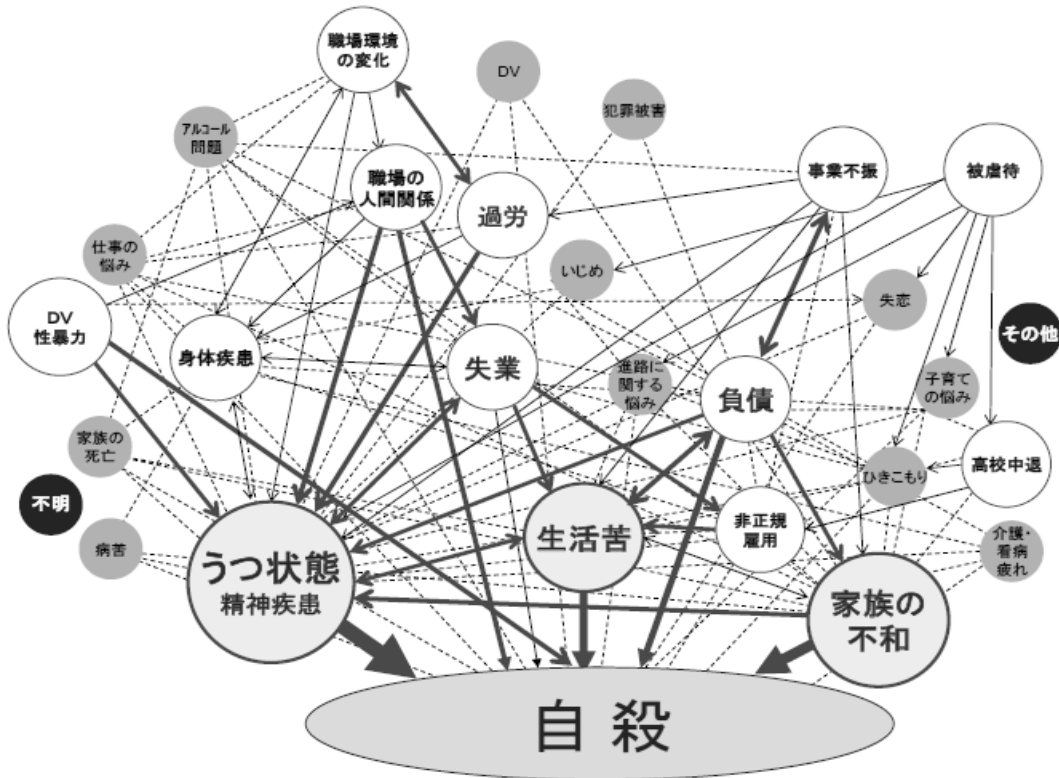 職場環境
の変化
DV
犯罪被害
アルコール
問題
職場の
人間関係
過労
事業不振
被虐待
仕事の
悩み
いじめ
失恋
DV
性暴力
その他
身体疾患
失業
進路に
関する
悩み
負債
子育て
の悩み
家族の
死亡
ひきこもり
高校中退
不明
病苦
うつ状態
精神疾患
生活苦
非正規
雇用
介護・
看病
疲れ
家族の
不和
自殺